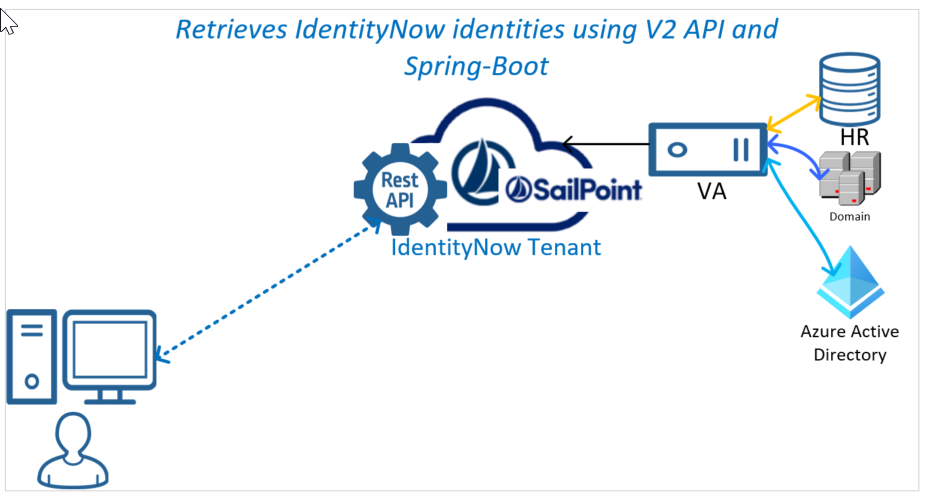 Retrieves IdentityNow identities using V2 API and
Spring-Boot
HR
Rest
API
SailPoint
VA
Domain
IdentityNow Tenant
Azure Active
Directory